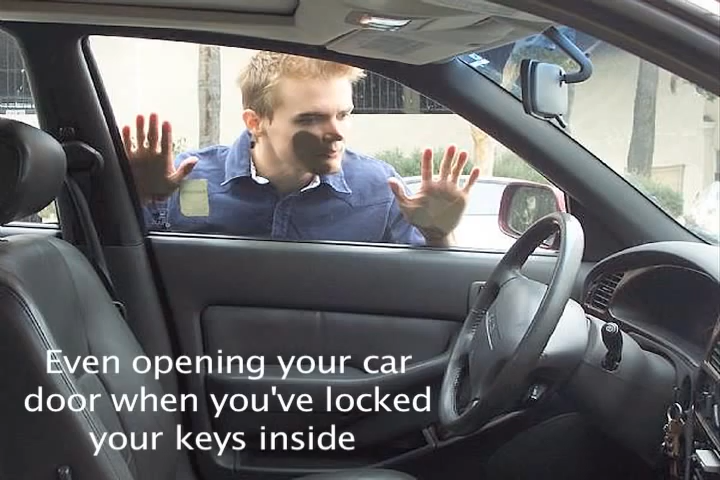 Even opening your car
door when you've locked
your keys inside